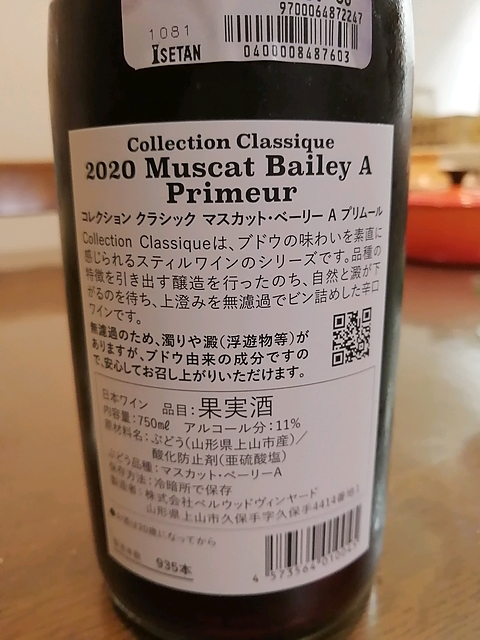 9700064872247
1081
ISETAN
0400008487603
Collection Classique
2020 Muscat Bailey A
Primeur
コレクション クラシック マスカット・ベーリー A プリムール
Collection Classiqueは、ブドウの味わいを素直に
感じられるスティルワインのシリーズです。品種の
特徴を引き出す醸造を行ったのち、自然と澱が下
がるのを待ち、上澄みを無濾過でビン詰めした辛口
ワインです。
無濾過のため、濁りや澱(浮遊物等)が
ありますが、ブドウ由来の成分ですの
で、安心してお召し上がりいただけます。
日本ワイン 品目:果実酒
内容量:750㎖ アルコール分:11%
原材料名:ぶどう(山形県上山市産)/
酸化防止剤(亜硫酸塩)
ぶどう品種:マスカット・ベーリーA
保存方法:冷暗所で保存
製造者:株式会社ベルウッドヴィンヤード
山形県上山市久保手字久保手4414番地1
●お酒は20歳になってから
935本
4 573564 010045